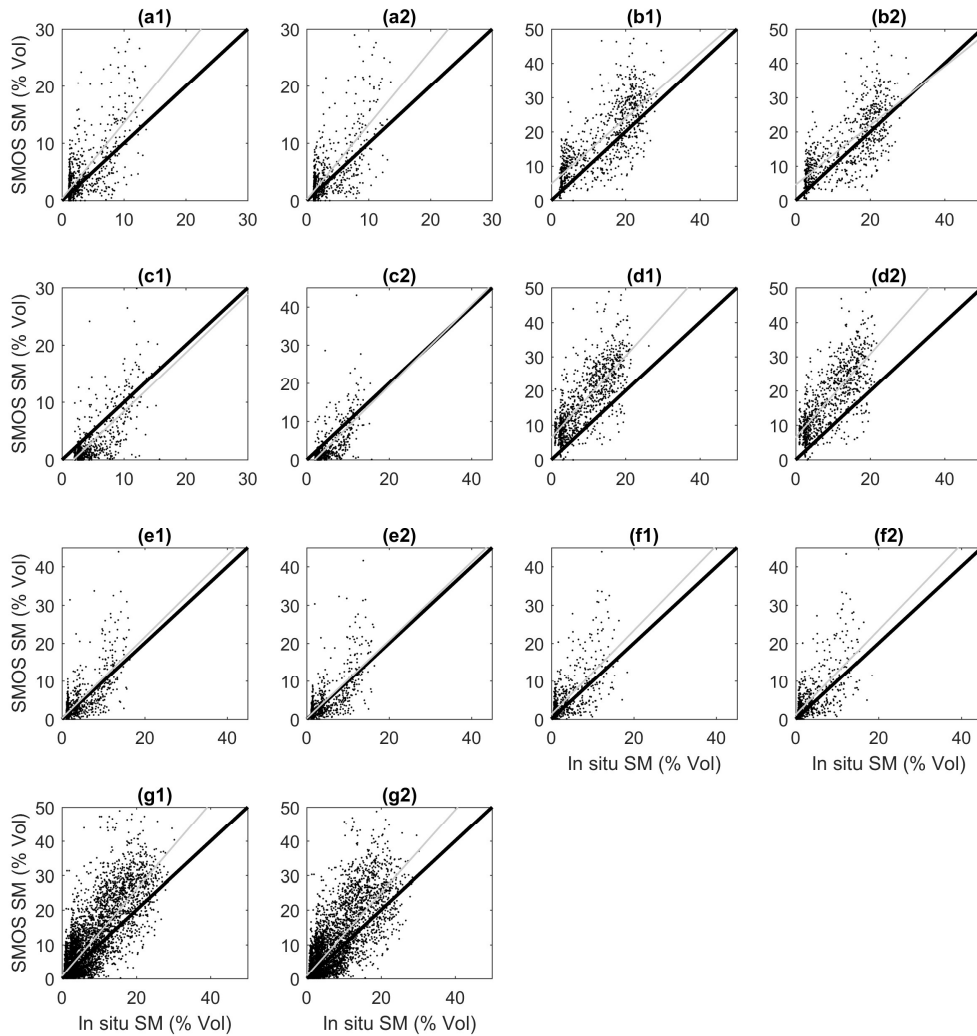 (a1) (a2) (b1) (b2)
SMOS SM (% Vol)
30 30 50 50
40 40
20 20 30 30
10 10 20 20
10 10
0 0 0 0
0 10 20 30 0 10 20 30 0 20 40 0 20 40
(c1) (c2) (d1) (d2)
SMOS SM (% Vol)
30 40 50 50
40 40
20 30 30 30
20 20 20
10 10 10 10
0 0 0 0
0 10 20 30 0 20 40 0 20 40 0 20 40
(e1) (e2) (f1) (f2)
SMOS SM (% Vol)
40 40 40 40
30 30 30 30
20 20 20 20
10 10 10 10
0 0 0 0
0 20 40 0 20 40 0 20 40 0 20 40
In situ SM (% Vol) In situ SM (% Vol)
(g1) (g2)
SMOS SM (% Vol)
50 50
40 40
30 30
20 20
10 10
0 0
0 20 40 0 20 40
In situ SM (% Vol) In situ SM (% Vol)